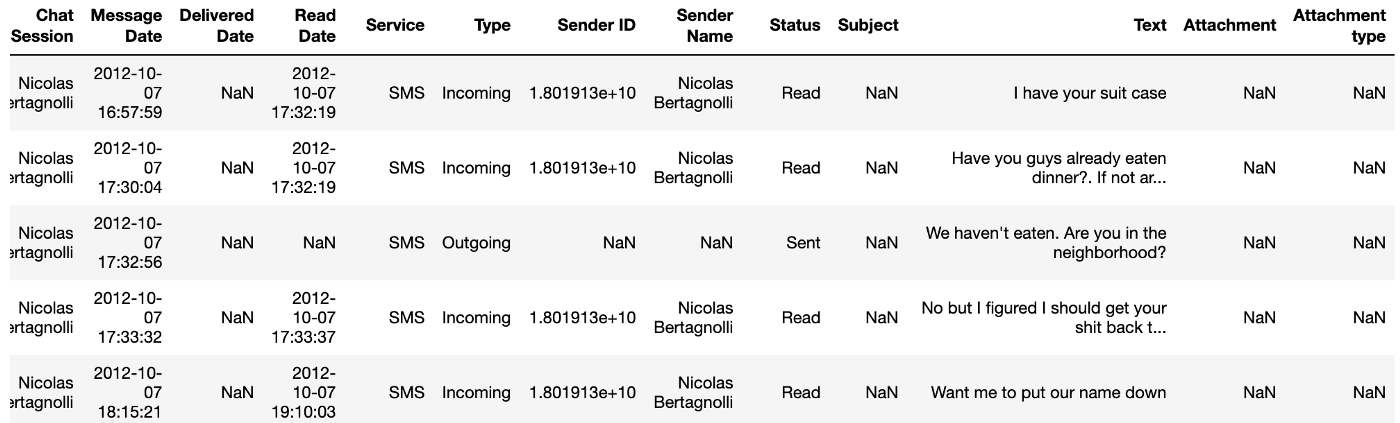 Chat Session Message Date Delivered Date Read Date Service Type Sender ID Sender Name Status Subject Text Attachment Attachment type
Nicolas ertagnolli 2012-10-07 16:57:59 NaN 2012-10-07 17:32:19 SMS Incoming 1.801913e+10 Nicolas Bertagnolli Read NaN I have your suit case NaN NaN
Nicolas ertagnolli 2012-10-07 17:30:04 NaN 2012-10-07 17:32:19 SMS Incoming 1.801913e+10 Nicolas Bertagnolli Read NaN Have you guys already eaten dinner?. If not ar... NaN NaN
Nicolas ertagnolli 2012-10-07 17:32:56 NaN NaN SMS Outgoing NaN NaN Sent NaN We haven't eaten. Are you in the neighborhood? NaN NaN
Nicolas ertagnolli 2012-10-07 17:33:32 NaN 2012-10-07 17:33:37 SMS Incoming 1.801913e+10 Nicolas Bertagnolli Read NaN No but I figured I should get your shit back t... NaN NaN
Nicolas ertagnolli 2012-10-07 18:15:21 NaN 2012-10-07 19:10:03 SMS Incoming 1.801913e+10 Nicolas Bertagnolli Read NaN Want me to put our name down NaN NaN